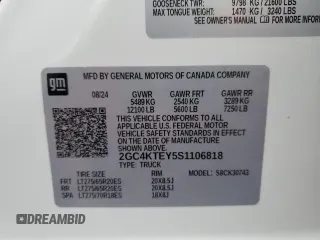 GOOSENECK TWR: 9798 KG / 21600 LBS
MAX TONGUE WEIGHT: 1470 KG / 3240 LBS
gm
MFD BY GENERAL MOTORS OF CANADA COMPANY
08/24 GVWR GAWR FRT GAWR RR
5489 KG 2540 KG 3289 KG
12100 LB 5600 LB 7250 LB
THIS VEHICLE CONFORMS TO ALL APPLICABLE
U.S. FEDERAL MOTOR VEHICLE SAFETY
STANDARDS IN EFFECT ON THE DATE OF
MANUFACTURE SHOWN ABOVE.
2GC4KTEY5S1106818
TYPE: TRUCK MODEL:
TIRE SIZE RIM
FRT LT275/65R20ES 20X8.5J
RR LT275/65R20ES 20X8.5J
SPA LT275/70R18ES 18X8J
DREAMBID